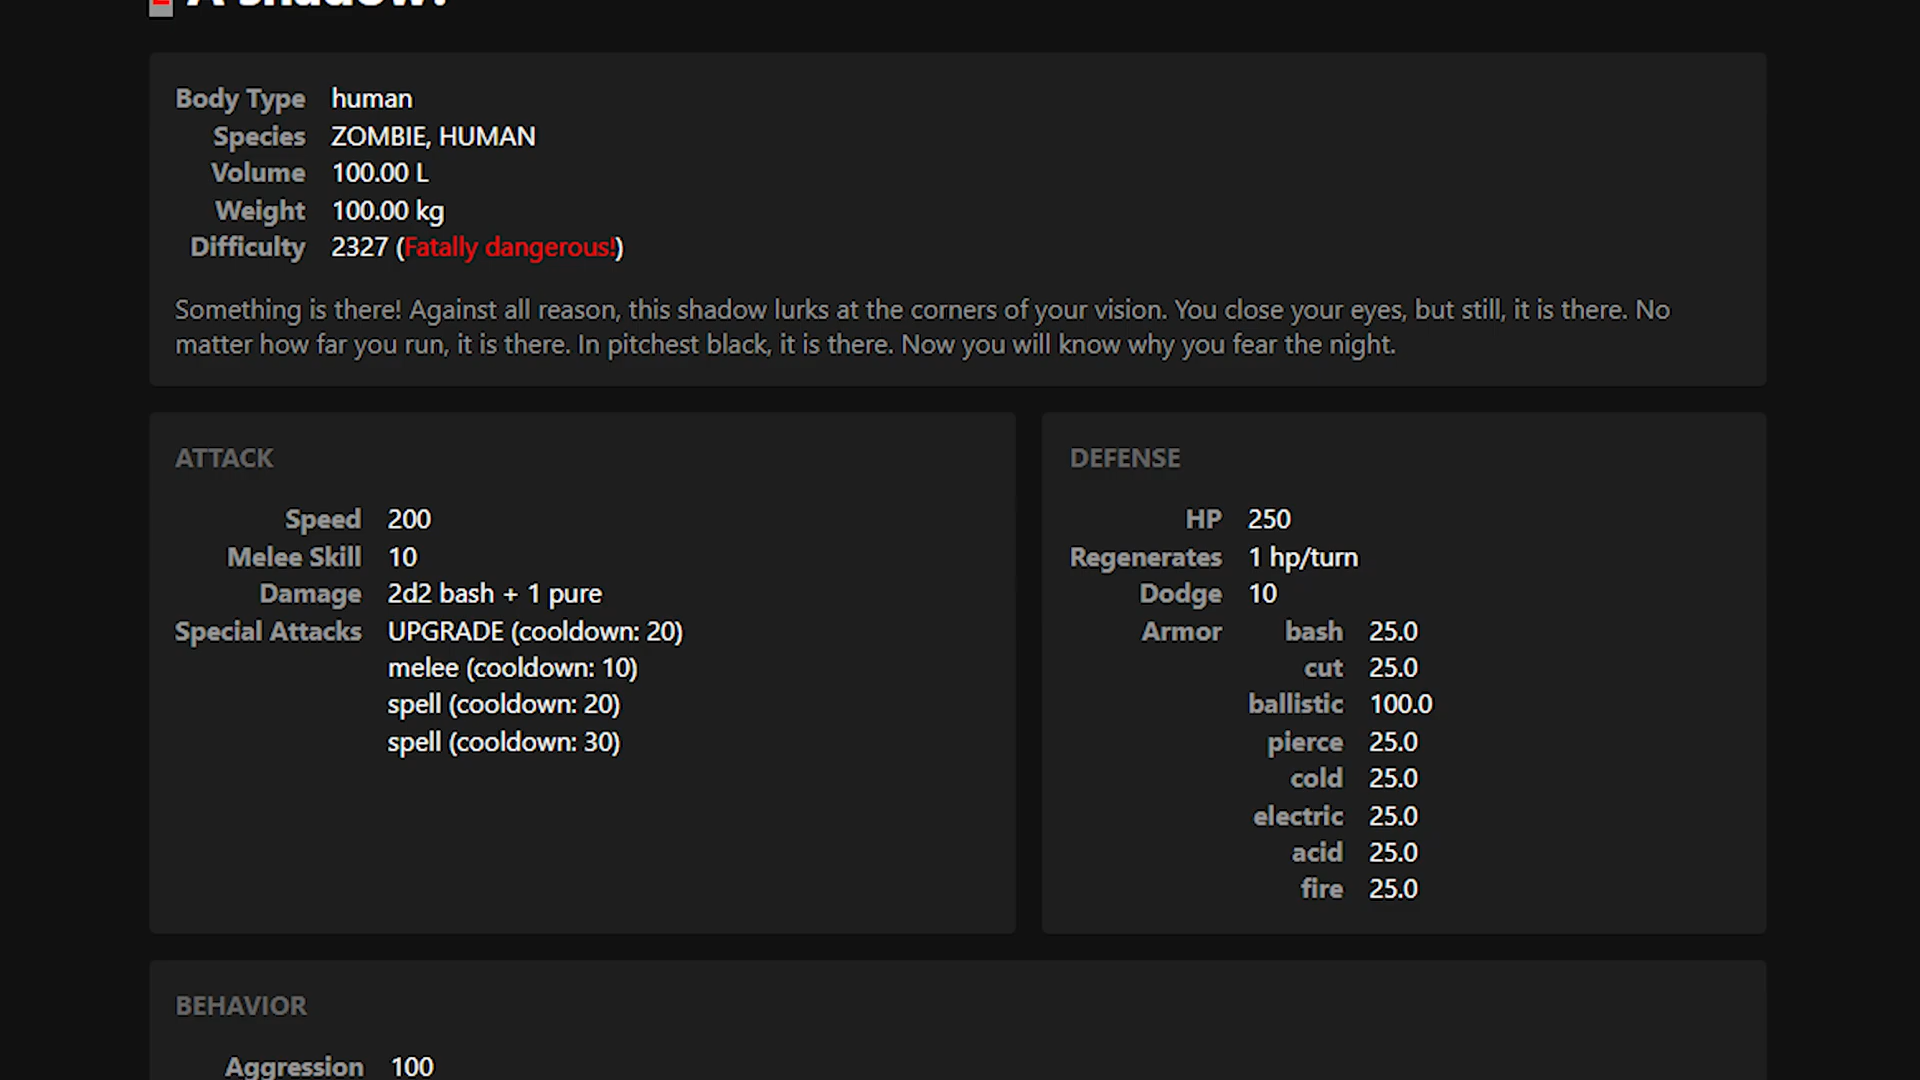 A shadow?
Body Type human
Species ZOMBIE, HUMAN
Volume 100.00 L
Weight 100.00 kg
Difficulty 2327 (Fatally dangerous!)
Something is there! Against all reason, this shadow lurks at the corners of your vision. You close your eyes, but still, it is there. No
matter how far you run, it is there. In pitchest black, it is there. Now you will know why you fear the night.
ATTACK
Speed 200
Melee Skill 10
Damage 2d2 bash + 1 pure
Special Attacks UPGRADE (cooldown: 20)
melee (cooldown: 10)
spell (cooldown: 20)
spell (cooldown: 30)
DEFENSE
HP 250
Regenerates 1 hp/turn
Dodge 10
Armor bash 25.0
cut 25.0
ballistic 100.0
pierce 25.0
cold 25.0
electric 25.0
acid 25.0
fire 25.0
BEHAVIOR
Aggression 100